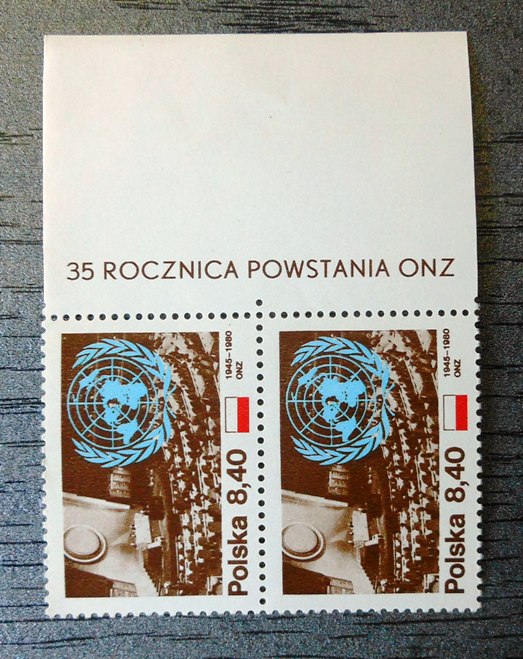 35 ROCZNICA POWSTANIA ONZ
1945-1980
ONZ
Polska 8,40
1945-1980
ONZ
Polska 8,40